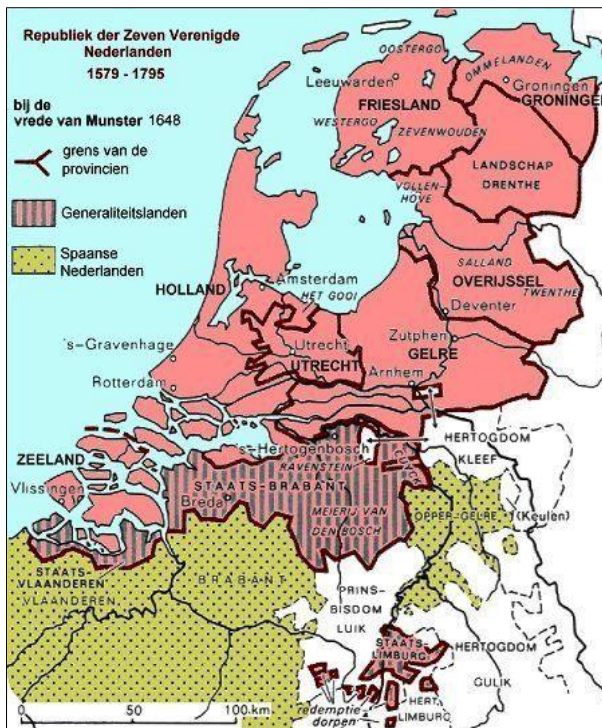 Republiek der Zeven Verenigde
Nederlanden
1579 - 1795
bij de
vrede van Munster 1648
grens van de
provincien
Generaliteitslanden
Spaanse
Nederlanden
OOSTERGO
OMMELANDEN
Leeuwarden
Groningen
FRIESLAND
GRONINGEN
WESTERGO
ZEVENWOUDEN
LANDSCHAP
DRENTHE
VOLLEN-
HOVE
SALLAND
HOLLAND
Amsterdam
HET GOOI
OVERIJSSEL
TWENTHE
Deventer
's-Gravenhage
Utrecht
UTRECHT
Zutphen
GELRE
Arnhem
Rotterdam
ZEELAND
's-Hertogenbosch
HERTOGDOM
KLEEF
RAVENSTEIN
CUYCK
Vlissingen
STAATS-BRABANT
Breda
MEIERIJ VAN
DEN BOSCH
OPPER-GELRE
(Keulen)
STAATS-
VLAANDEREN
VLAANDEREN
BRABANT
PRINS-
BISDOM
LUIK
STAATS-
LIMBURG
HERTOGDOM
GULIK
HERT.
LIMBURG
redemptie
dorpen
0 50 100 km